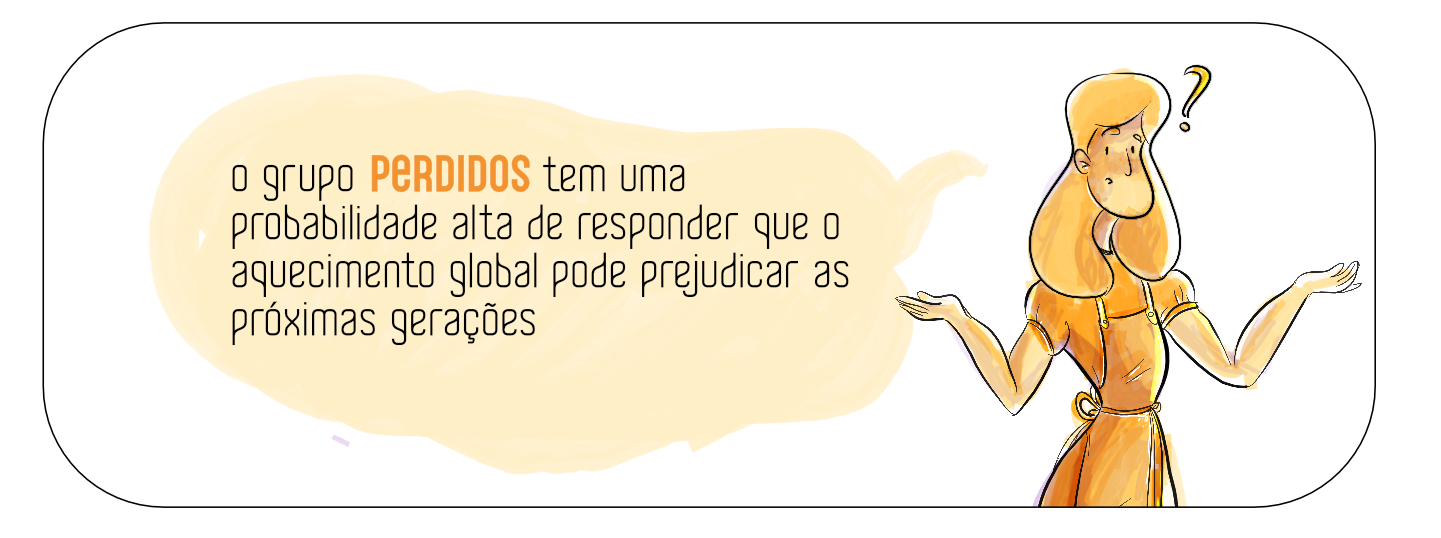 o grupo PERDIDOS tem uma
probabilidade alta de responder que o
aquecimento global pode prejudicar as
próximas gerações
?